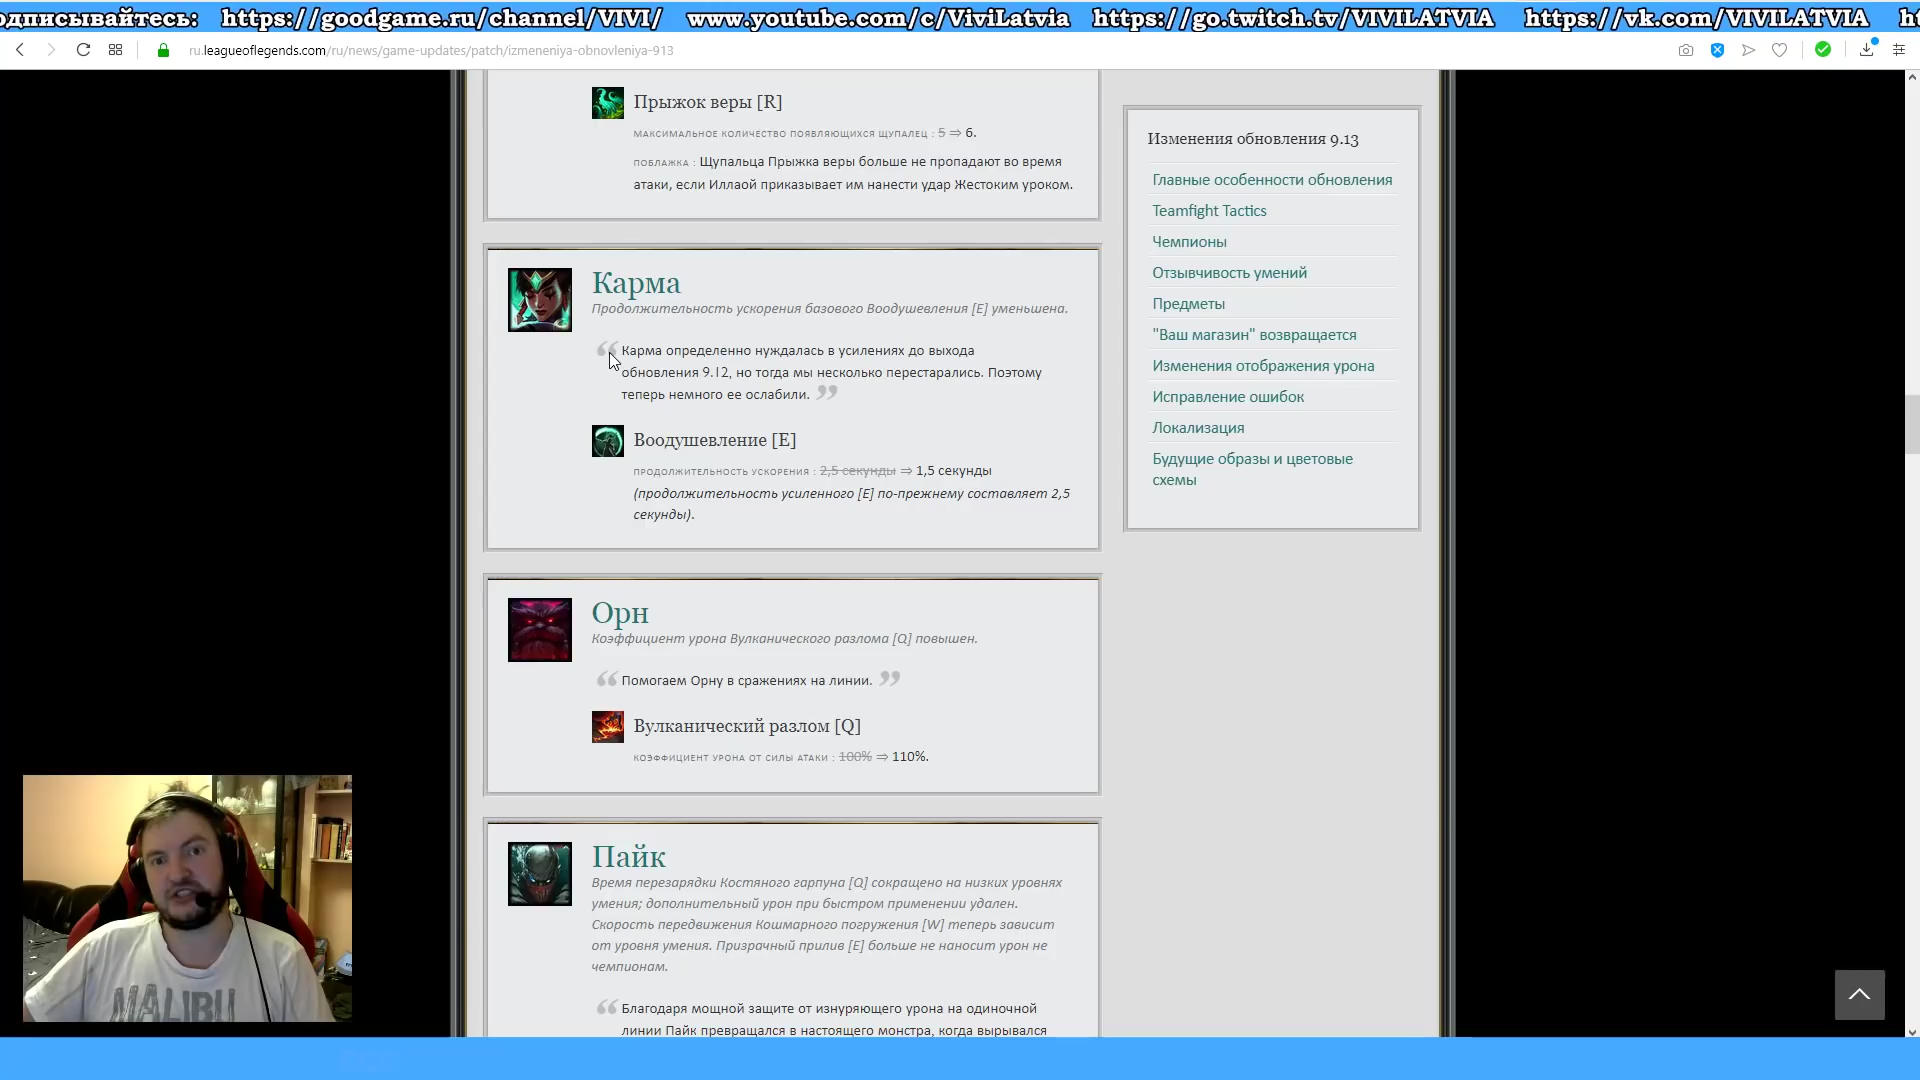 одписывайтесь: https://goodgame.ru/channel/VIVI/ www.youtube.com/c/ViviLatvia https://go.twitch.tv/VIVILATVIA https://vk.com/VIVILATVIA ht
ru.leagueoflegends.com/ru/news/game-updates/patch/izmeneniya-obnovleniya-913
Прыжок веры [R]
МАКСИМАЛЬНОЕ КОЛИЧЕСТВО ПОЯВЛЯЮЩИХСЯ ЩУПАЛЕЦ : 5 ⇒ 6.
ПОБЛАЖКА : Щупальца Прыжка веры больше не пропадают во время
атаки, если Иллаой приказывает им нанести удар Жестоким уроком.
Карма
Продолжительность ускорения базового Воодушевления [E] уменьшена.
“ Карма определенно нуждалась в усилениях до выхода
обновления 9.12, но тогда мы несколько перестарались. Поэтому
теперь немного ее ослабили. ”
Воодушевление [E]
ПРОДОЛЖИТЕЛЬНОСТЬ УСКОРЕНИЯ : 2,5 секунды ⇒ 1,5 секунды
(продолжительность усиленного [E] по-прежнему составляет 2,5
секунды).
Орн
Коэффициент урона Вулканического разлома [Q] повышен.
“ Помогаем Орну в сражениях на линии. ”
Вулканический разлом [Q]
КОЭФФИЦИЕНТ УРОНА ОТ СИЛЫ АТАКИ : 100% ⇒ 110%.
Пайк
Время перезарядки Костяного гарпуна [Q] сокращено на низких уровнях
умения; дополнительный урон при быстром применении удален.
Скорость передвижения Кошмарного погружения [W] теперь зависит
от уровня умения. Призрачный прилив [E] больше не наносит урон не
чемпионам.
“ Благодаря мощной защите от изнуряющего урона на одиночной
линии Пайк превращался в настоящего монстра, когда вырывался
Изменения обновления 9.13
Главные особенности обновления
Teamfight Tactics
Чемпионы
Отзывчивость умений
Предметы
"Ваш магазин" возвращается
Изменения отображения урона
Исправление ошибок
Локализация
Будущие образы и цветовые
схемы
MALIBU